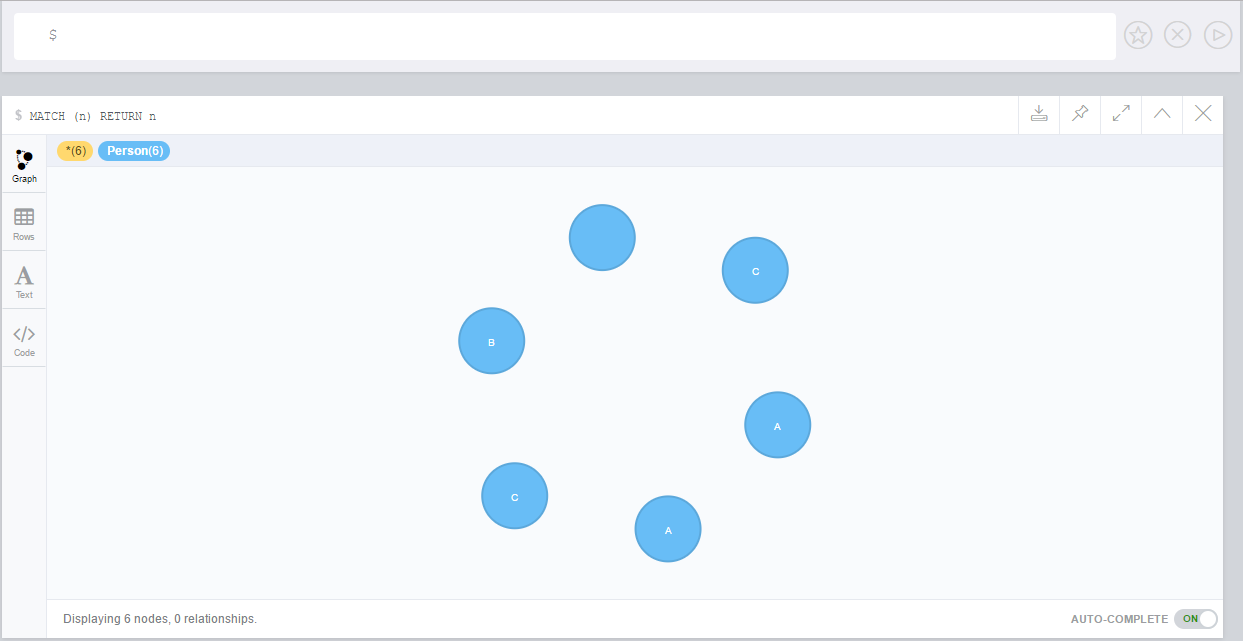 $
$ MATCH (n) RETURN n
*(6) Person(6)
Graph
Rows
A
Text
</>
Code
C
B
A
C
A
Displaying 6 nodes, 0 relationships.
AUTO-COMPLETE ON